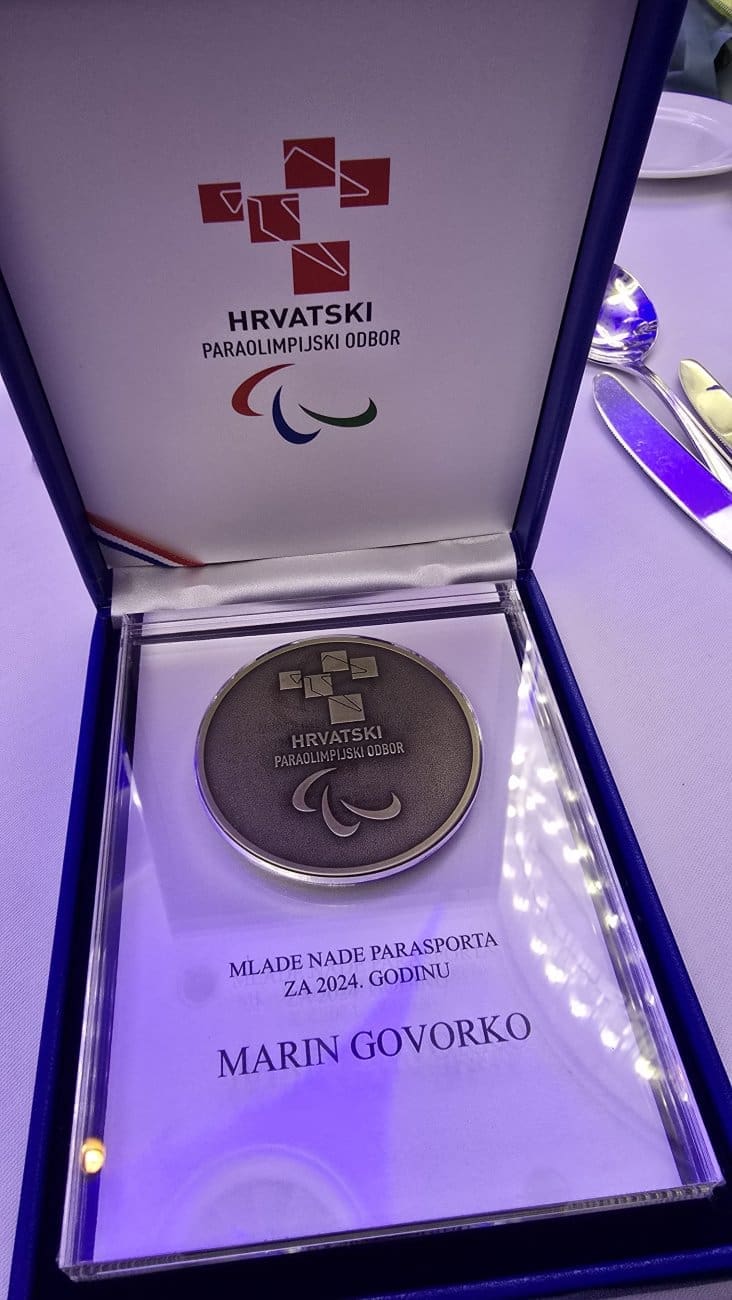 HRVATSKI
PARAOLIMPIJSKI ODBOR
HRVATSKI
PARAOLIMPIJSKI ODBOR
MLADE NADE PARASPORTA
ZA 2024. GODINU
MARIN GOVORKO